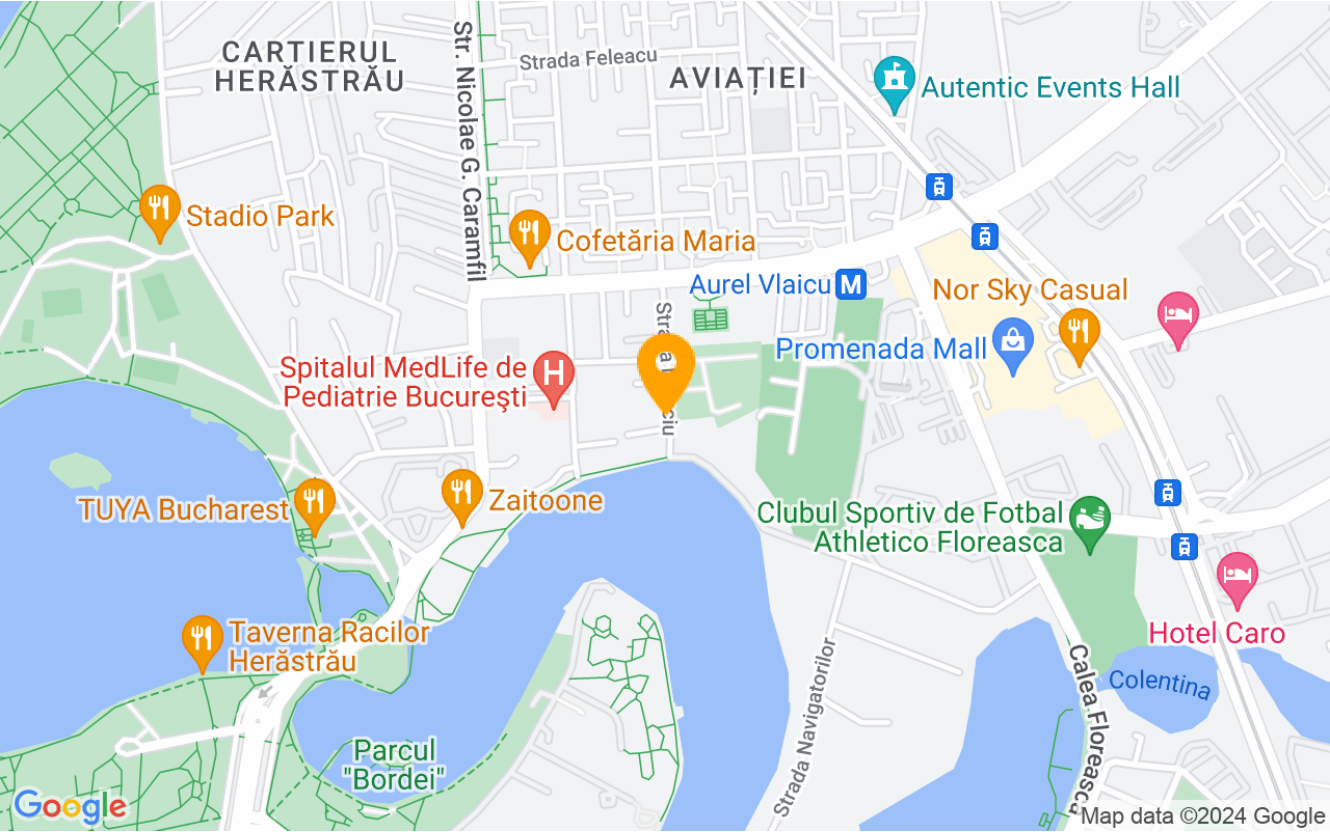 CARTIERUL
HERĂSTRĂU
Str. Nicolae G. Caramfil
Strada Feleacu
AVIAȚIEI
Autentic Events Hall
Stadio Park
Cofetăria Maria
Aurel Vlaicu
M
Nor Sky Casual
Promenada Mall
Spitalul MedLife de
Pediatrie Bucureşti
H
TUYA Bucharest
Zaitoone
Clubul Sportiv de Fotbal
Athletico Floreasca
Hotel Caro
Taverna Racilor
Herăstrău
Strada Navigatorilor
Calea Floreasca
Colentina
Parcul
"Bordei"
Google
Map data ©2024 Google